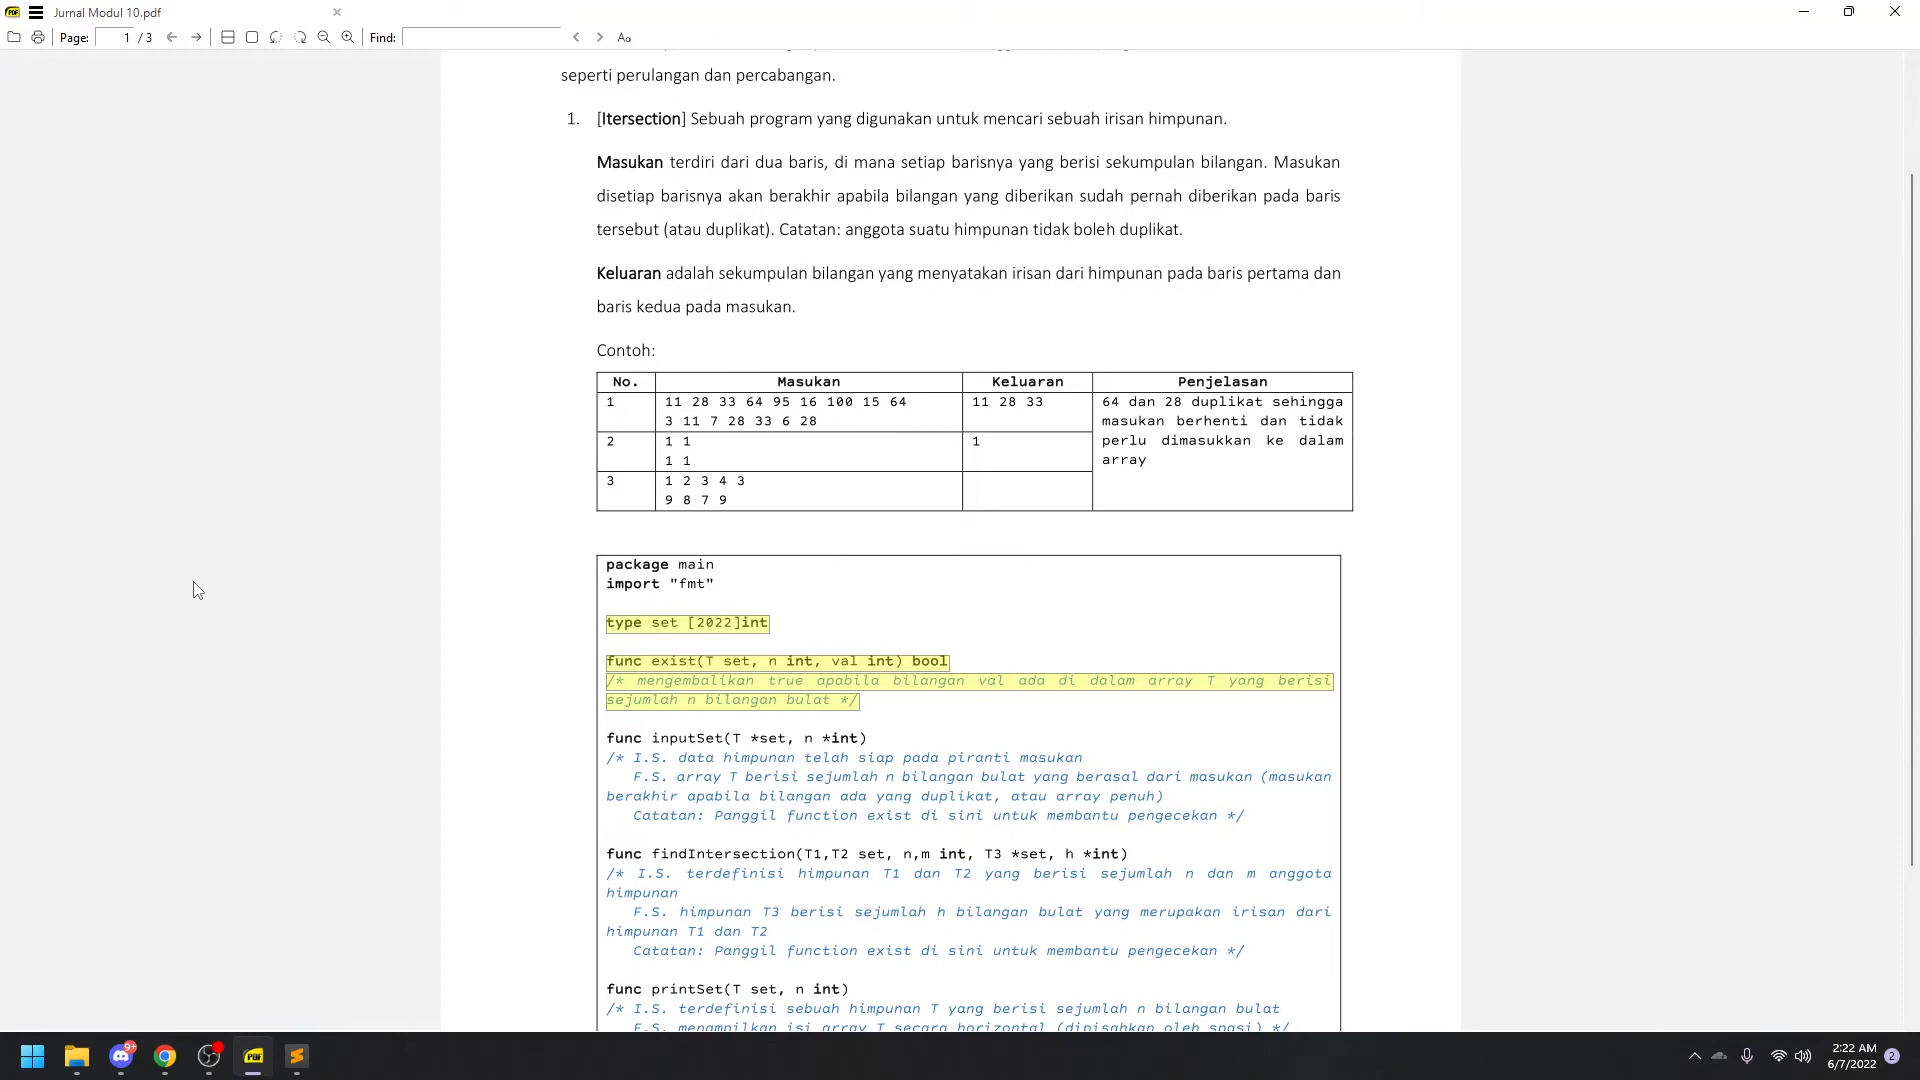 Jurnal Modul 10.pdf
Page: 1 / 3 Find: Aa
seperti perulangan dan percabangan.
1. [Itersection] Sebuah program yang digunakan untuk mencari sebuah irisan himpunan.
Masukan terdiri dari dua baris, di mana setiap barisnya yang berisi sekumpulan bilangan. Masukan
disetiap barisnya akan berakhir apabila bilangan yang diberikan sudah pernah diberikan pada baris
tersebut (atau duplikat). Catatan: anggota suatu himpunan tidak boleh duplikat.
Keluaran adalah sekumpulan bilangan yang menyatakan irisan dari himpunan pada baris pertama dan
baris kedua pada masukan.
Contoh:
No. Masukan Keluaran Penjelasan
1 11 28 33 64 95 16 100 15 64 11 28 33 64 dan 28 duplikat sehingga
3 11 7 28 33 6 28 masukan berhenti dan tidak
2 1 1 1 perlu dimasukkan ke dalam
1 1 array
3 1 2 3 4 3
9 8 7 9
package main
import "fmt"
type set [2022]int
func exist(T set, n int, val int) bool
/* mengembalikan true apabila bilangan val ada di dalam array T yang berisi
sejumlah n bilangan bulat */
func inputSet(T *set, n *int)
/* I.S. data himpunan telah siap pada piranti masukan
F.S. array T berisi sejumlah n bilangan bulat yang berasal dari masukan (masukan
berakhir apabila bilangan ada yang duplikat, atau array penuh)
Catatan: Panggil function exist di sini untuk membantu pengecekan */
func findIntersection(T1,T2 set, n,m int, T3 *set, h *int)
/* I.S. terdefinisi himpunan T1 dan T2 yang berisi sejumlah n dan m anggota
himpunan
F.S. himpunan T3 berisi sejumlah h bilangan bulat yang merupakan irisan dari
himpunan T1 dan T2
Catatan: Panggil function exist di sini untuk membantu pengecekan */
func printSet(T set, n int)
/* I.S. terdefinisi sebuah himpunan T yang berisi sejumlah n bilangan bulat
F.S. menampilkan isi array T secara horizontal (dipisahkan oleh spasi) */
9+
PDF
2:22 AM
6/7/2022
2